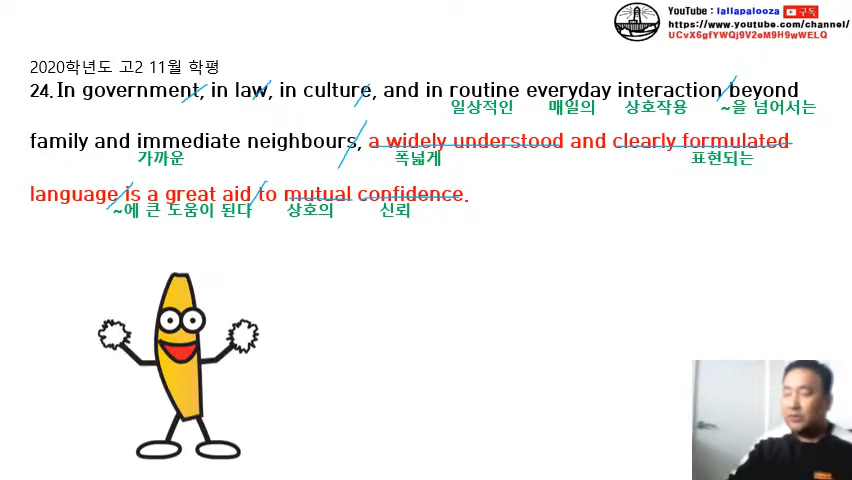 YouTube : lallapalooza 구독
https://www.youtube.com/channel/
UCvX6gfYWQj9V2eM9H9wWELQ
2020학년도 고2 11월 학평
24. In government, in law, in culture, and in routine everyday interaction beyond
일상적인 매일의 상호작용 ~을 넘어서는
family and immediate neighbours, a widely understood and clearly formulated
가까운 폭넓게 표현되는
language is a great aid to mutual confidence.
~에 큰 도움이 된다 상호의 신뢰